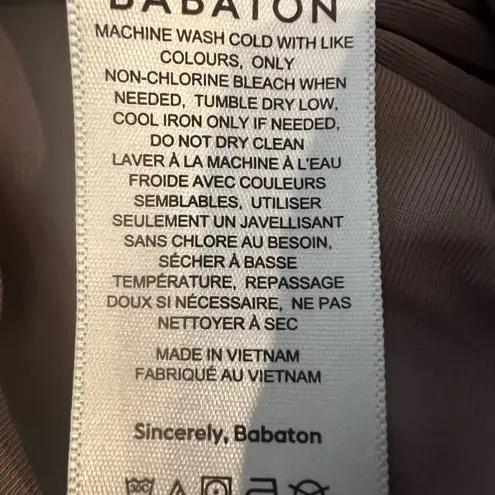 BABATON
MACHINE WASH COLD WITH LIKE
COLOURS, ONLY
NON-CHLORINE BLEACH WHEN
NEEDED, TUMBLE DRY LOW,
COOL IRON ONLY IF NEEDED,
DO NOT DRY CLEAN
LAVER À LA MACHINE À L'EAU
FROIDE AVEC COULEURS
SEMBLABLES, UTILISER
SEULEMENT UN JAVELLISANT
SANS CHLORE AU BESOIN,
SÉCHER À BASSE
TEMPÉRATURE, REPASSAGE
DOUX SI NÉCESSAIRE, NE PAS
NETTOYER À SEC
MADE IN VIETNAM
FABRIQUÉ AU VIETNAM
Sincerely, Babaton
30C